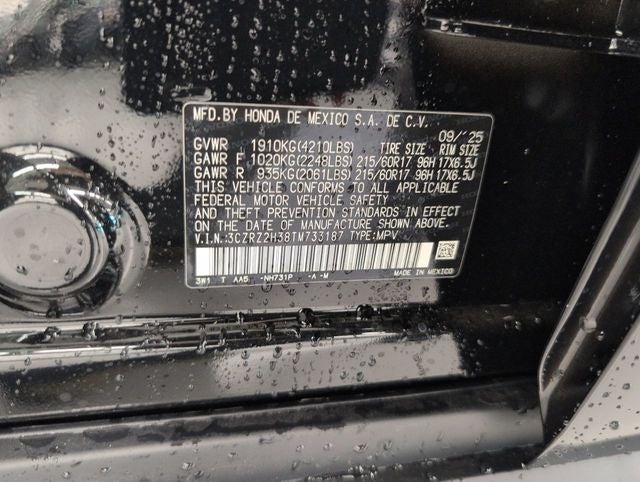 MFD.BY HONDA DE MEXICO S.A. DE C.V.
09/'25
GVWR 1910KG(4210LBS) TIRE SIZE RIM SIZE
GAWR F 1020KG(2248LBS) 215/60R17 96H 17X6.5J
GAWR R 935KG(2061LBS) 215/60R17 96H 17X6.5J
THIS VEHICLE CONFORMS TO ALL APPLICABLE
FEDERAL MOTOR VEHICLE SAFETY
AND THEFT PREVENTION STANDARDS IN EFFECT
ON THE DATE OF MANUFACTURE SHOWN ABOVE.
V.I.N.:3CZRZ2H38TM733187 TYPE:MPV
3W1 T AA5 -NH731P -A -M MADE IN MEXICO